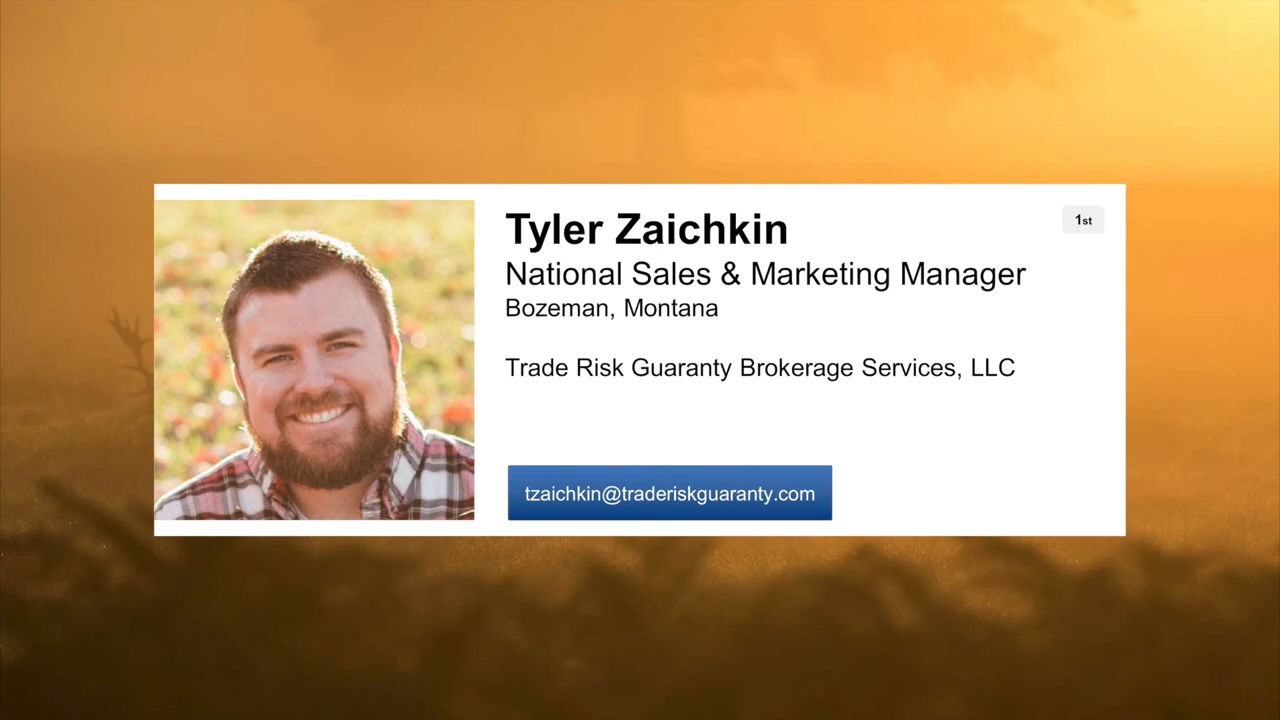 Tyler Zaichkin
1st
National Sales & Marketing Manager
Bozeman, Montana
Trade Risk Guaranty Brokerage Services, LLC
tzaichkin@traderiskguaranty.com